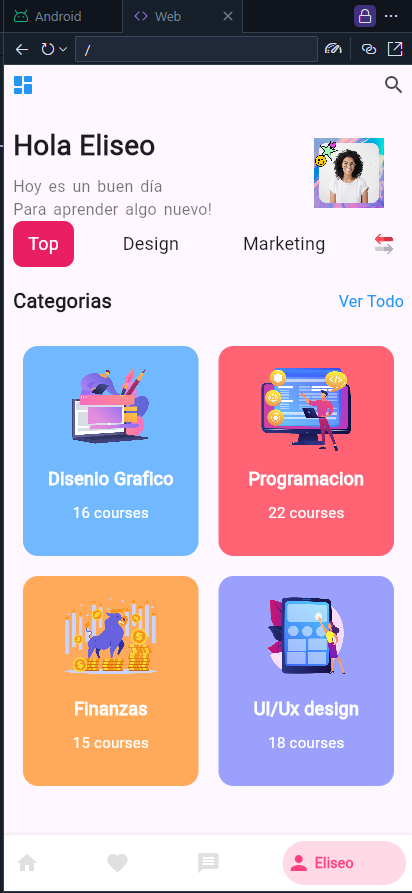 Android
Web
/
Hola Eliseo
Hoy es un buen día
Para aprender algo nuevo!
Top
Design
Marketing
Categorias
Ver Todo
Disenio Grafico
16 courses
Programacion
22 courses
Finanzas
15 courses
UI/Ux design
18 courses
Eliseo